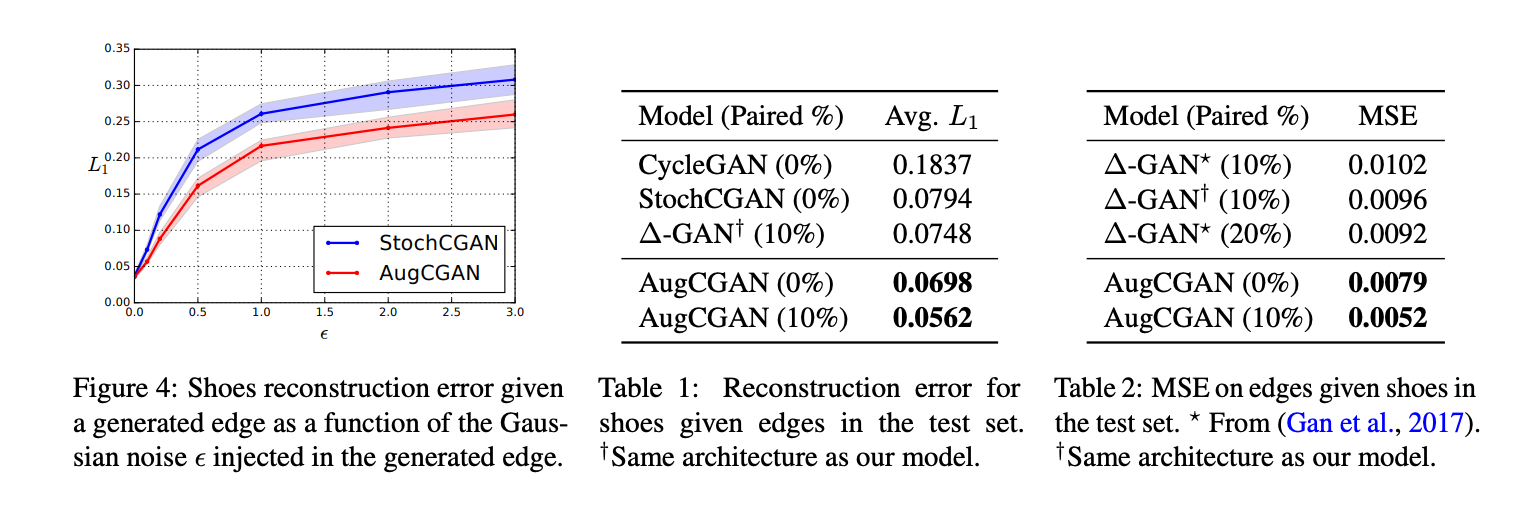 0.35
0.30
0.25
0.20
0.15
0.10
0.05
0.00
L1
0.0 0.5 1.0 1.5 2.0 2.5 3.0
ϵ
StochCGAN
AugCGAN
Figure 4: Shoes reconstruction error given
a generated edge as a function of the Gaus-
sian noise ϵ injected in the generated edge.
Model (Paired %) Avg. L1
CycleGAN (0%) 0.1837
StochCGAN (0%) 0.0794
Δ-GAN† (10%) 0.0748
AugCGAN (0%) 0.0698
AugCGAN (10%) 0.0562
Table 1: Reconstruction error for
shoes given edges in the test set.
†Same architecture as our model.
Model (Paired %) MSE
Δ-GAN⋆ (10%) 0.0102
Δ-GAN† (10%) 0.0096
Δ-GAN⋆ (20%) 0.0092
AugCGAN (0%) 0.0079
AugCGAN (10%) 0.0052
Table 2: MSE on edges given shoes in
the test set. ⋆ From (Gan et al., 2017).
†Same architecture as our model.